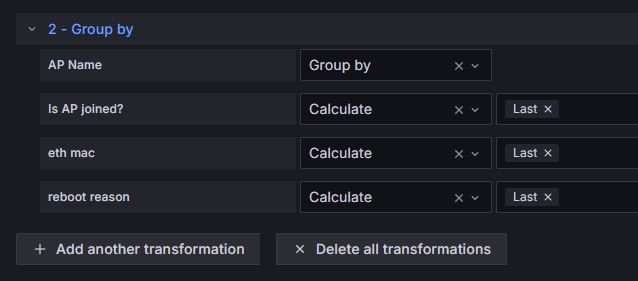 2 - Group by
AP Name Group by
Is AP joined? Calculate Last
eth mac Calculate Last
reboot reason Calculate Last
Add another transformation Delete all transformations